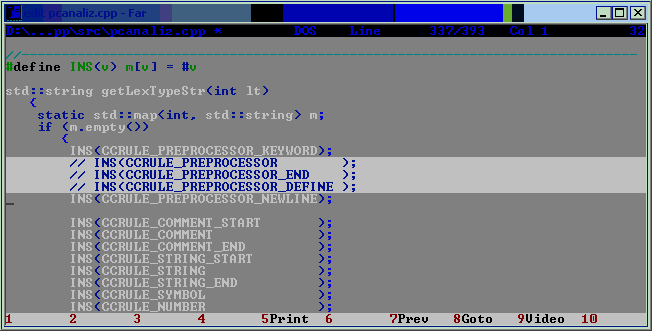 edit pcanaliz.cpp - Far
D:\...pp\src\pcanaliz.cpp * DOS Line 337/393 Col 1 32
//
#define INS(v) m[v] = #v
std::string getLexTypeStr(int lt)
{
static std::map(int, std::string) m;
if (m.empty())
{
INS(CCRULE_PREPROCESSOR_KEYWORD);
// INS(CCRULE_PREPROCESSOR );
// INS(CCRULE_PREPROCESSOR_END );
// INS(CCRULE_PREPROCESSOR_DEFINE );
INS(CCRULE_PREPROCESSOR_NEWLINE);
INS(CCRULE_COMMENT_START );
INS(CCRULE_COMMENT );
INS(CCRULE_COMMENT_END );
INS(CCRULE_STRING_START );
INS(CCRULE_STRING );
INS(CCRULE_STRING_END );
INS(CCRULE_SYMBOL );
INS(CCRULE_NUMBER );
1 2 3 4 5Print 6 7Prev 8Goto 9Video 10